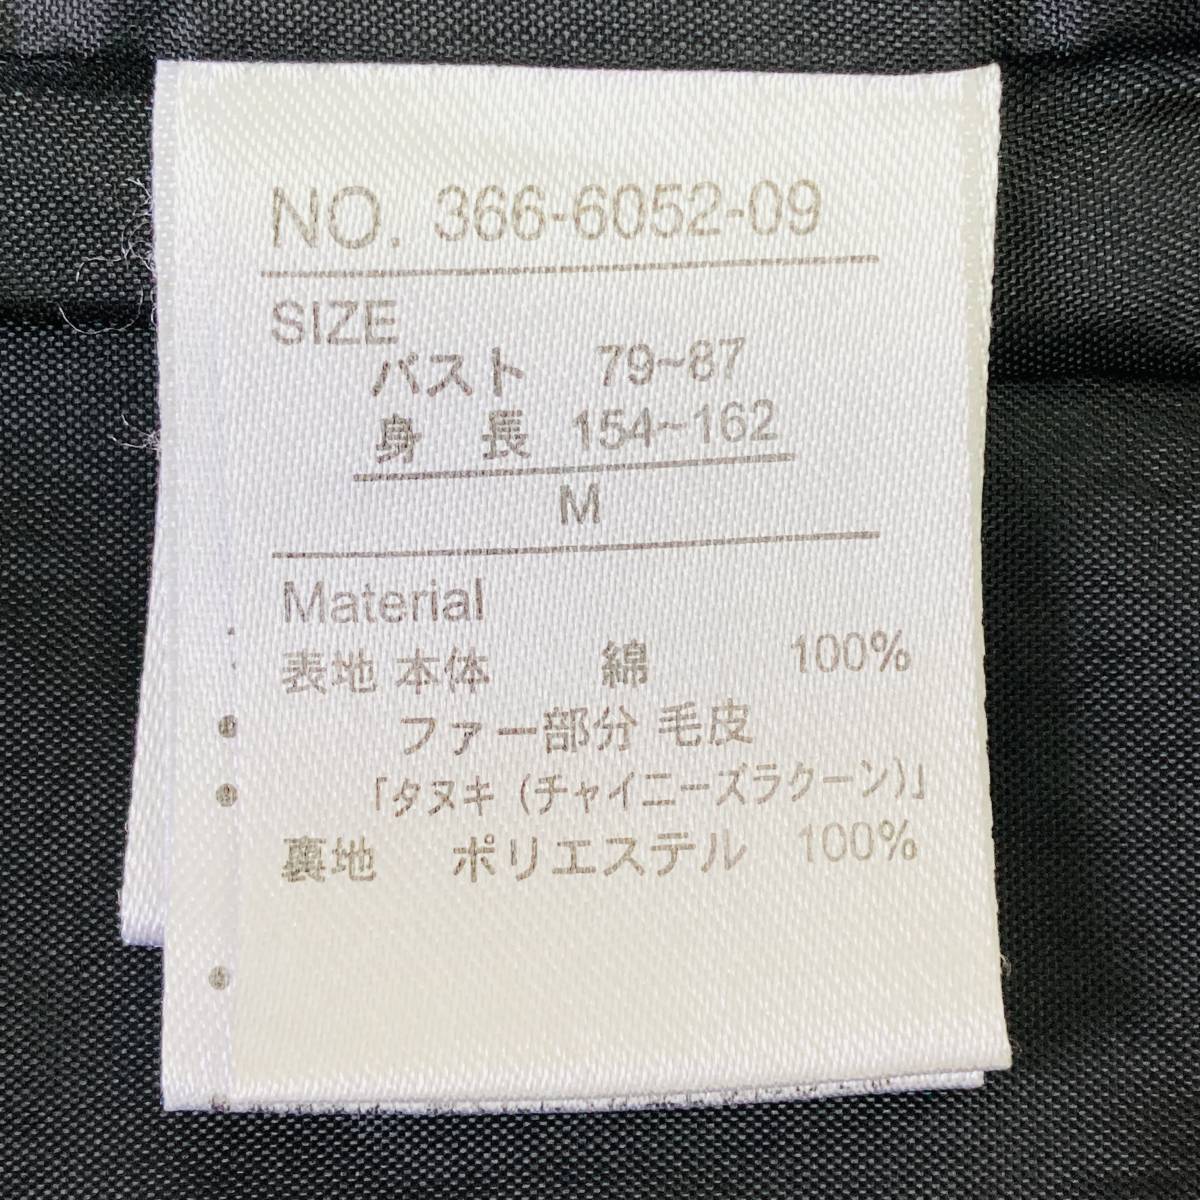 NO. 366-6052-09
SIZE
バスト 79~87
身 長 154~162
M
Material
表地 本体 綿 100%
ファー部分 毛皮
「タヌキ (チャイニーズラクーン)」
裏地 ポリエステル 100%